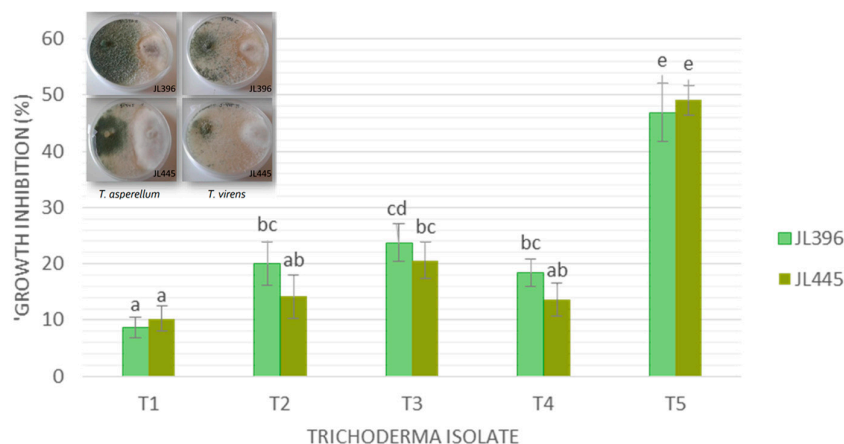 60
50
40
30
20
10
0
'GROWTH INHIBITION (%)
JL396
JL396
JL445
JL445
T. asperellum
T. virens
a
a
bc
ab
cd
bc
bc
ab
e
e
T1
T2
T3
T4
T5
TRICHODERMA ISOLATE
JL396
JL445